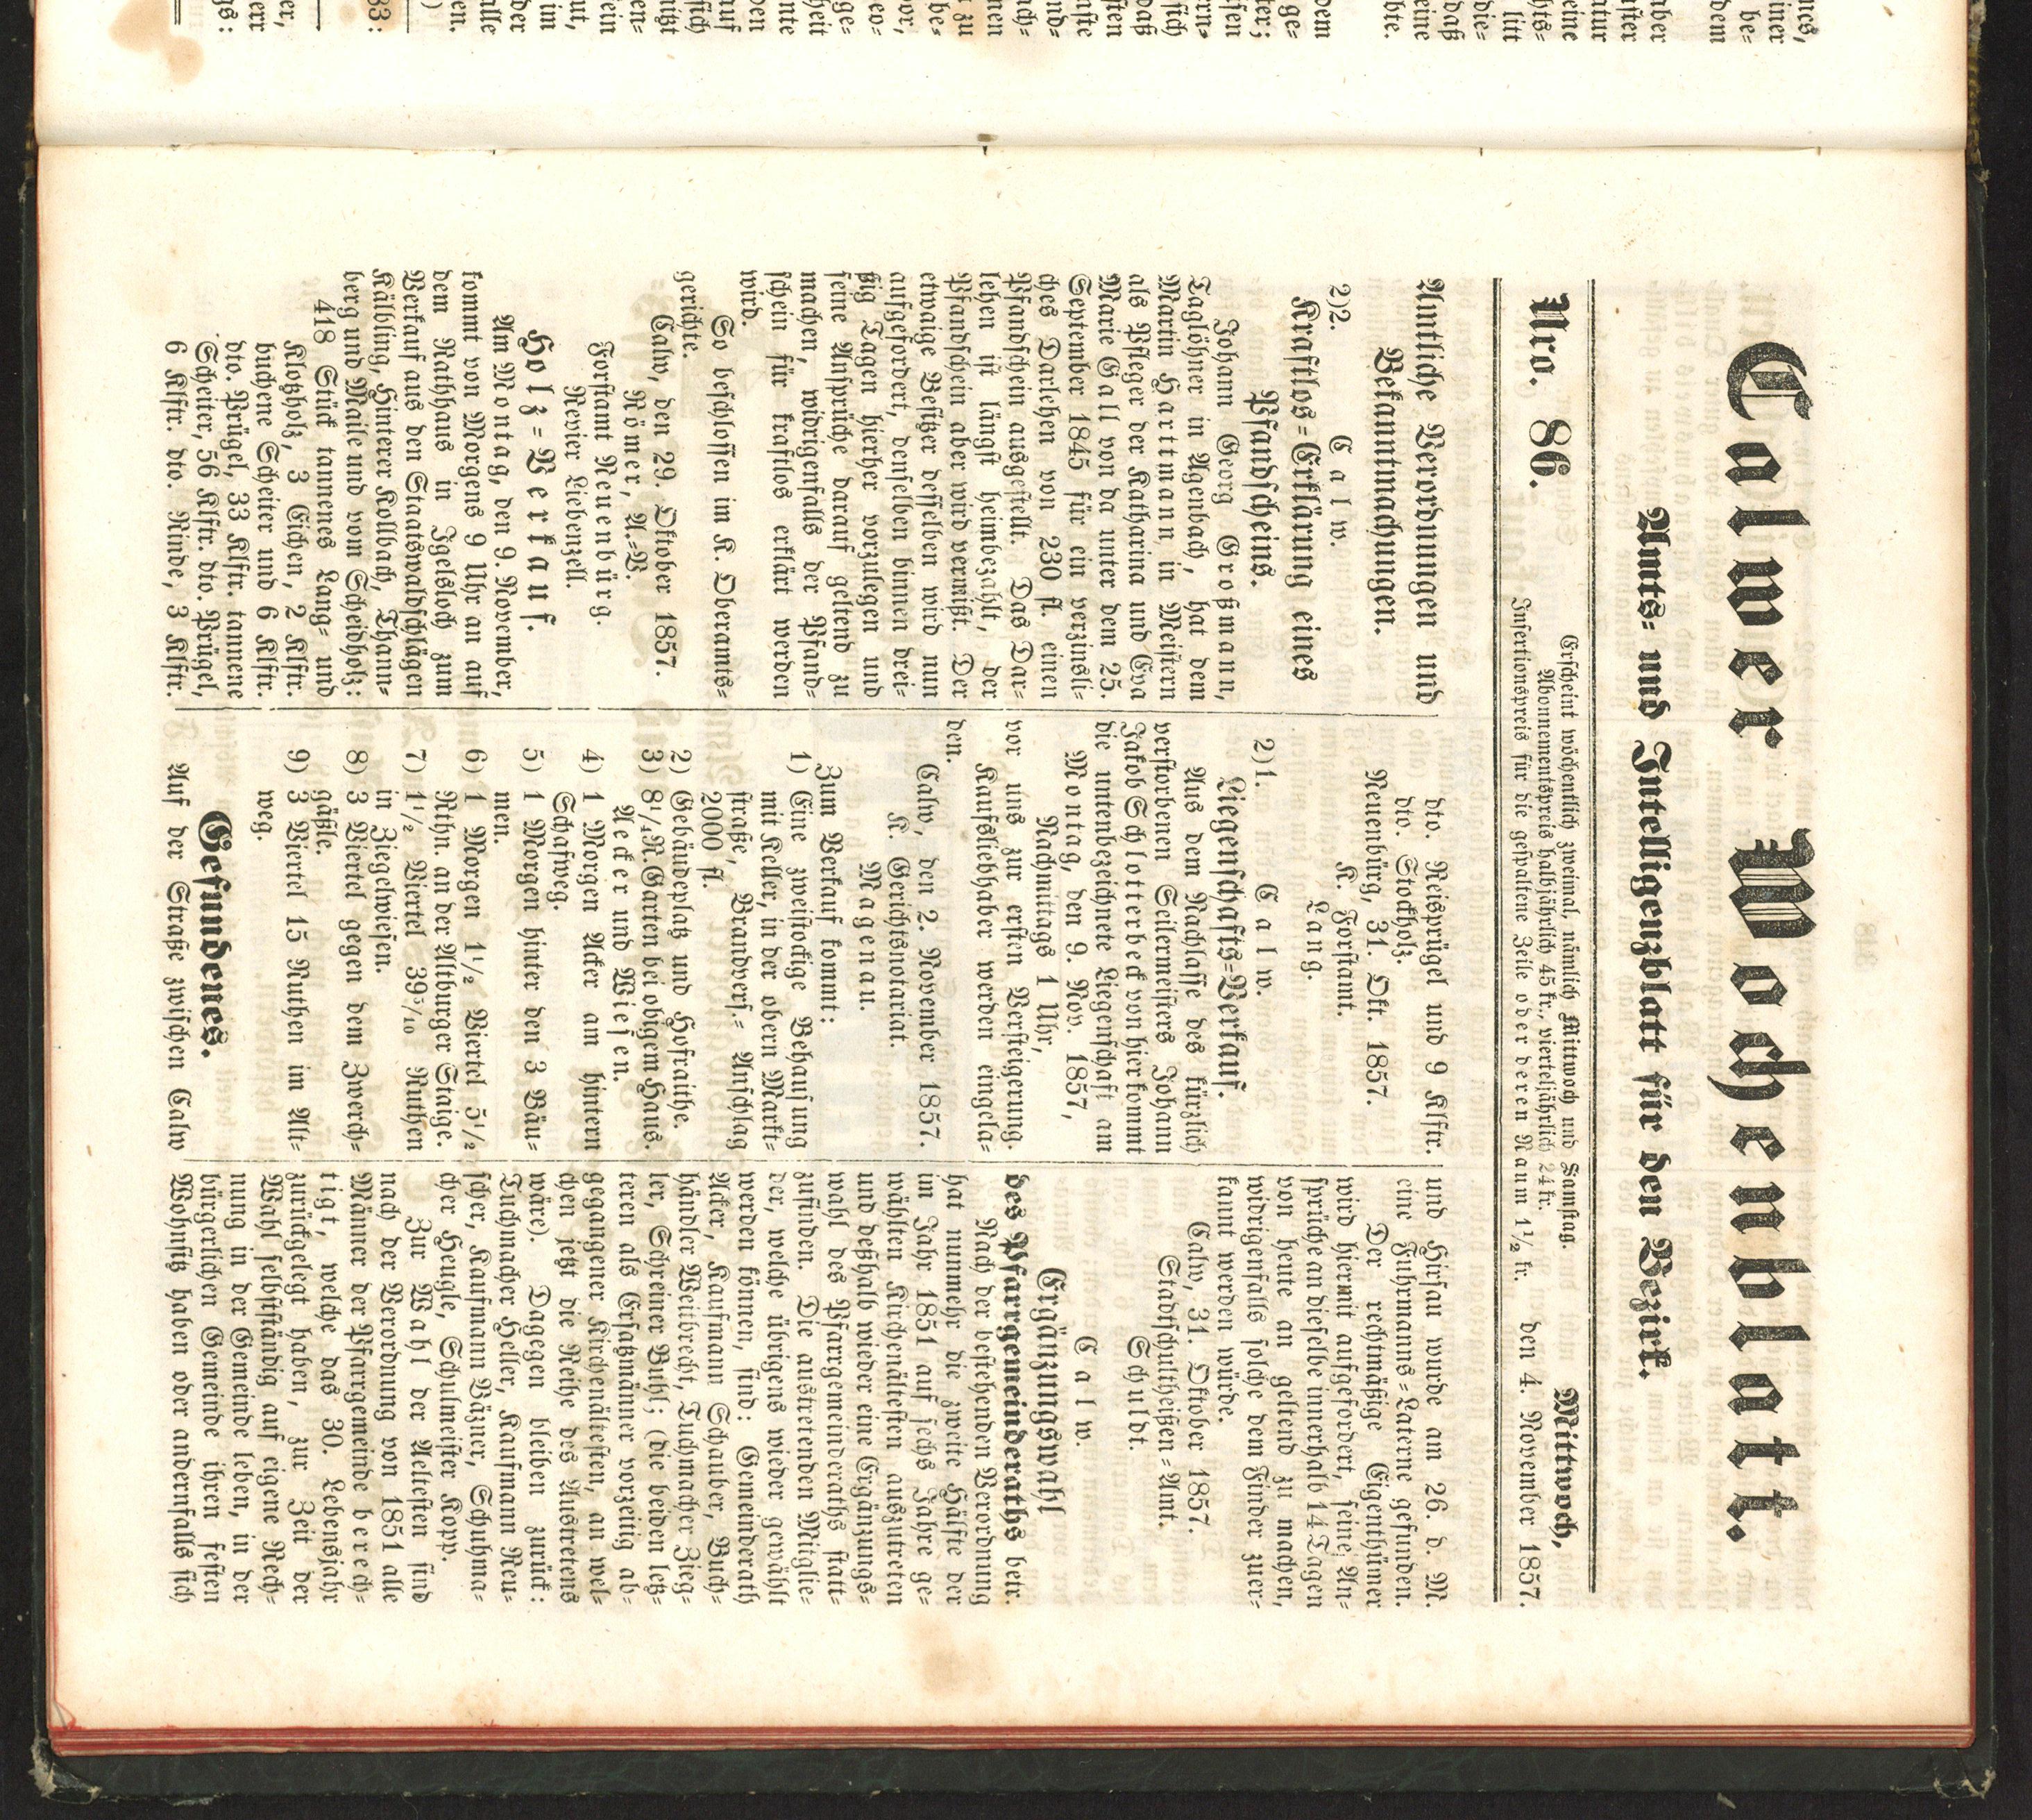 Calwer Wochenblatt.
Amts- und Intelligenzblatt für den Bezirk.
Nro. 86.
Erscheint wöchentlich zweimal, nämlich Mittwoch und Samstag.
Abonnementspreis halbjährlich 45 kr., vierteljährlich 24 kr.
Insertionspreis für die gespaltene Zeile oder deren Raum 1½ kr.
Mittwoch,
den 4. November 1857.
Amtliche Verordnungen und
Bekanntmachungen.
2)2. Calw.
Kraftlos-Erklärung eines
Pfandscheins.
Johann Georg Großmann,
Taglöhner in Agenbach, hat dem
Martin Hartmann in Meistern
als Pfleger der Katharina und Eva
Marie Gall von da unter dem 25.
September 1845 für ein verzinsli-
ches Darlehen von 230 fl. einen
Pfandschein ausgestellt. Das Dar-
lehen ist längst heimbezahlt, der
Pfandschein aber wird vermißt. Der
etwaige Besitzer desselben wird nun
aufgefordert, denselben binnen drei-
ßig Tagen hierher vorzulegen und
seine Ansprüche darauf geltend zu
machen, widrigenfalls der Pfand-
schein für kraftlos erklärt werden
wird.
So beschlossen im K. Oberamts-
gerichte.
Calw, den 29. Oktober 1857.
Römer, A.-V.
Forstamt Neuenbürg.
Revier Liebenzell.
Holz-Verkauf.
Am Montag, den 9. November,
kommt von Morgens 9 Uhr an auf
dem Rathhaus in Igelsloch zum
Verkauf aus den Staatswaldschlägen
Kälbling, Hinterer Kollbach, Thann-
berg und Maile und vom Scheidholz:
418 Stück tannenes Lang- und
Klotzholz, 3 Eichen, 2 Klftr.
buchene Scheiter und 6 Klftr.
dto. Prügel, 33 Klftr. tannene
Scheiter, 56 Klftr. dto. Prügel,
6 Klftr. dto. Rinde, 3 Klftr.
dto. Reisprügel und 9 Klftr.
dto. Stockholz.
Neuenbürg, 31. Okt. 1857.
K. Forstamt.
Lang.
2)1. Calw.
Liegenschafts-Verkauf.
Aus dem Nachlasse des kürzlich
verstorbenen Seilermeisters Johann
Jakob Schlotterbeck von hier kommt
die untenbezeichnete Liegenschaft am
Montag, den 9. Nov. 1857,
Nachmittags 1 Uhr,
vor uns zur ersten Versteigerung.
Kaufsliebhaber werden eingela-
den.
Calw, den 2. November 1857.
K. Gerichtsnotariat.
Magenau.
Zum Verkauf kommt:
1) Eine zweistockige Behausung
mit Keller, in der obern Markt-
straße, Brandvers.- Anschlag
2000 fl.
2) Gebäudeplatz und Hofraithe.
3) 8¼ R. Garten bei obigem Haus.
Aecker und Wiesen.
4) 1 Morgen Aker am hintern
Schafweg.
5) 1 Morgen hinter den 3 Bäu-
men.
6) 1 Morgen 1½ Viertel 5½
Rthn. an der Altburger Staige.
7) 1½ Viertel 39³/₁₀ Ruthen
in Ziegelwiesen.
8) 3 Viertel gegen dem Zwerch-
gäßle.
9) 3 Viertel 15 Ruthen im Alt-
weg.
Gefundenes.
Auf der Straße zwischen Calw
und Hirsau wurde am 26. d. M.
eine Fuhrmanns-Laterne gefunden.
Der rechtmäßige Eigenthümer
wird hiermit aufgefordert, seine An-
sprüche an dieselbe innerhalb 14 Tagen
von heute an geltend zu machen,
widrigenfalls solche dem Finder zuer-
kannt werden würde.
Calw, 31. Oktober 1857.
Stadtschultheißen-Amt.
Schuldt.
Calw.
Ergänzungswahl
des Pfarrgemeinderaths betr.
Nach der bestehenden Verordnung
hat nunmehr die zweite Hälfte der
im Jahr 1851 auf sechs Jahre ge-
wählten Kirchenältesten auszutreten
und deßhalb wieder eine Ergänzungs-
wahl des Pfarrgemeinderaths statt-
zufinden. Die austretenden Mitglie-
der, welche übrigens wieder gewählt
werden können, sind: Gemeinderath
Aker, Kaufmann Schauber, Buch-
händler Weitbrecht, Tuchmacher Zieg-
ler, Schreiner Bihl; (die beiden letz-
teren als Ersatzmänner vorzeitig ab-
gegangener Kirchenältesten, an wel-
chen jetzt die Reihe des Austretens
wäre). Dagegen bleiben zurück:
Tuchmacher Heller, Kaufmann Reu-
scher, Kaufmann Bözner, Schuhma-
cher Heugle, Schulmeister Kopp.
Zur Wahl der Aeltesten sind
nach der Verordnung von 1851 alle
Männer der Pfarrgemeinde berech-
tigt, welche das 30. Lebensjahr
zurückgelegt haben, zur Zeit der
Wahl selbstständig auf eigene Rech-
nung in der Gemeinde leben, in der
bürgerlichen Gemeinde ihren festen
Wohnsitz haben oder andernfalls sich